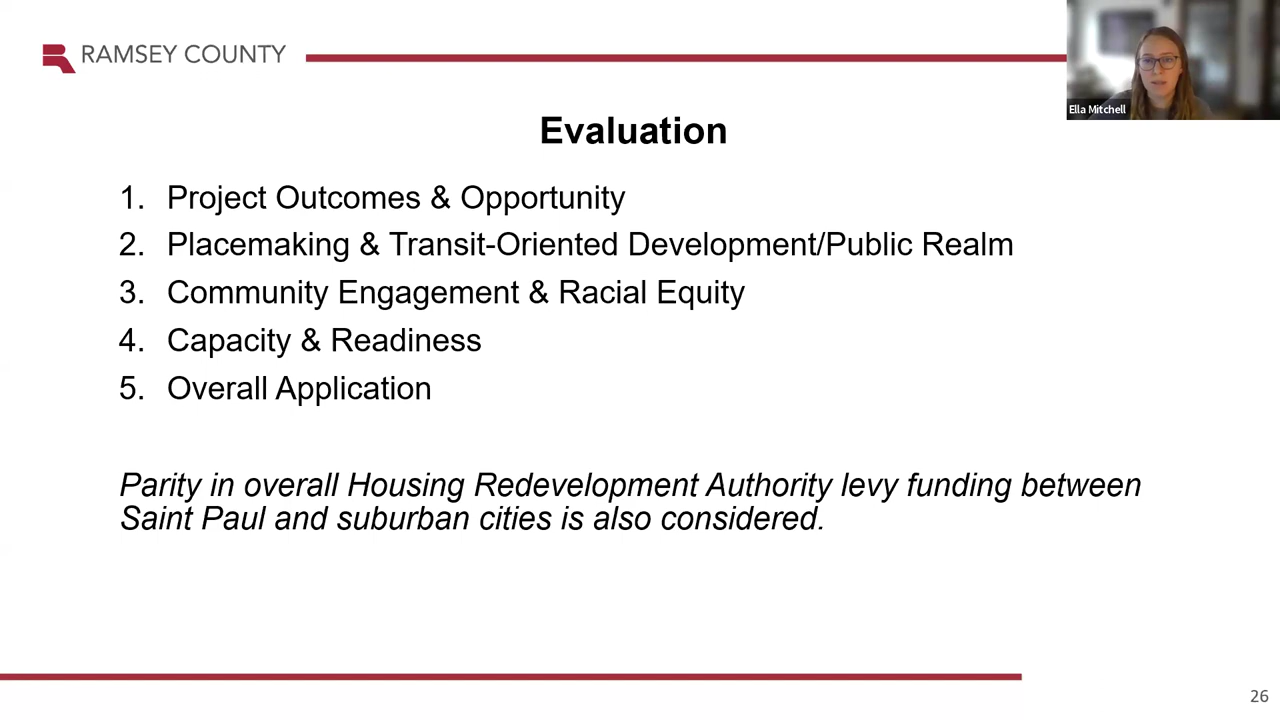 RAMSEY COUNTY
Ella Mitchell
Evaluation
1. Project Outcomes & Opportunity
2. Placemaking & Transit-Oriented Development/Public Realm
3. Community Engagement & Racial Equity
4. Capacity & Readiness
5. Overall Application
Parity in overall Housing Redevelopment Authority levy funding between
Saint Paul and suburban cities is also considered.
26